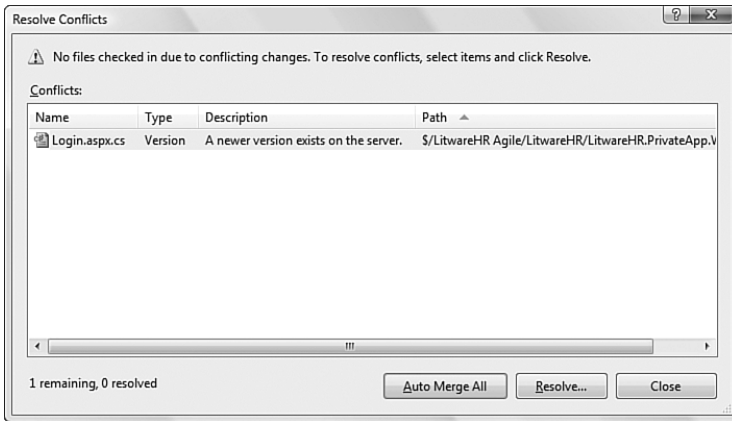 Resolve Conflicts
No files checked in due to conflicting changes. To resolve conflicts, select items and click Resolve.
Conflicts:
Name Type Description Path
Login.aspx.cs Version A newer version exists on the server. $/LitwareHR Agile/LitwareHR/LitwareHR.PrivateApp.
1 remaining, 0 resolved
Auto Merge All Resolve... Close